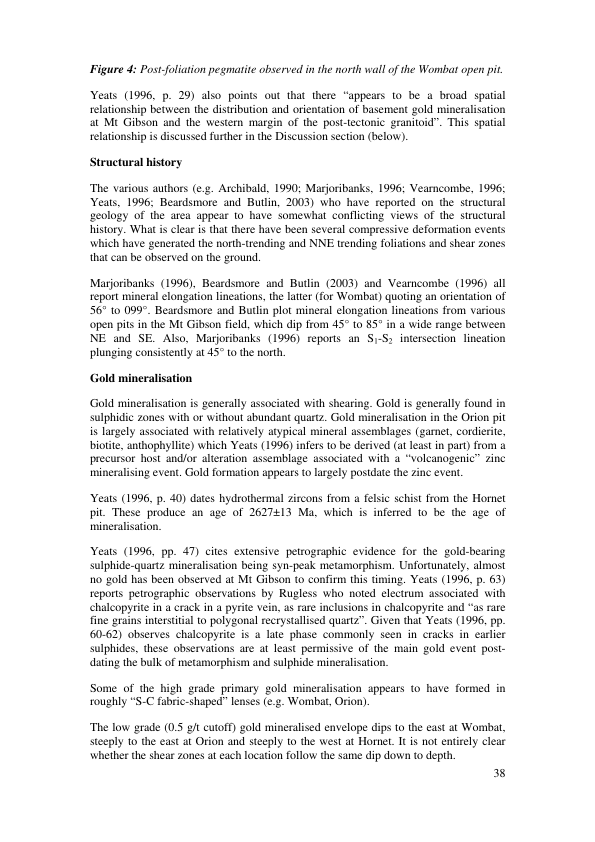 Figure 4: Post-foliation pegmatite observed in the north wall of the Wombat open pit.
Yeats (1996, p. 29) also points out that there “appears to be a broad spatial
relationship between the distribution and orientation of basement gold mineralisation
at Mt Gibson and the western margin of the post-tectonic granitoid”. This spatial
relationship is discussed further in the Discussion section (below).
Structural history
The various authors (e.g. Archibald, 1990; Marjoribanks, 1996; Vearncombe, 1996;
Yeats, 1996; Beardsmore and Butlin, 2003) who have reported on the structural
geology of the area appear to have somewhat conflicting views of the structural
history. What is clear is that there have been several compressive deformation events
which have generated the north-trending and NNE trending foliations and shear zones
that can be observed on the ground.
Marjoribanks (1996), Beardsmore and Butlin (2003) and Vearncombe (1996) all
report mineral elongation lineations, the latter (for Wombat) quoting an orientation of
56° to 099°. Beardsmore and Butlin plot mineral elongation lineations from various
open pits in the Mt Gibson field, which dip from 45° to 85° in a wide range between
NE and SE. Also, Marjoribanks (1996) reports an S₁-S₂ intersection lineation
plunging consistently at 45° to the north.
Gold mineralisation
Gold mineralisation is generally associated with shearing. Gold is generally found in
sulphidic zones with or without abundant quartz. Gold mineralisation in the Orion pit
is largely associated with relatively atypical mineral assemblages (garnet, cordierite,
biotite, anthophyllite) which Yeats (1996) infers to be derived (at least in part) from a
precursor host and/or alteration assemblage associated with a “volcanogenic” zinc
mineralising event. Gold formation appears to largely postdate the zinc event.
Yeats (1996, p. 40) dates hydrothermal zircons from a felsic schist from the Hornet
pit. These produce an age of 2627±13 Ma, which is inferred to be the age of
mineralisation.
Yeats (1996, pp. 47) cites extensive petrographic evidence for the gold-bearing
sulphide-quartz mineralisation being syn-peak metamorphism. Unfortunately, almost
no gold has been observed at Mt Gibson to confirm this timing. Yeats (1996, p. 63)
reports petrographic observations by Rugless who noted electrum associated with
chalcopyrite in a crack in a pyrite vein, as rare inclusions in chalcopyrite and “as rare
fine grains interstitial to polygonal recrystallised quartz”. Given that Yeats (1996, pp.
60-62) observes chalcopyrite is a late phase commonly seen in cracks in earlier
sulphides, these observations are at least permissive of the main gold event post-
dating the bulk of metamorphism and sulphide mineralisation.
Some of the high grade primary gold mineralisation appears to have formed in
roughly “S-C fabric-shaped” lenses (e.g. Wombat, Orion).
The low grade (0.5 g/t cutoff) gold mineralised envelope dips to the east at Wombat,
steeply to the east at Orion and steeply to the west at Hornet. It is not entirely clear
whether the shear zones at each location follow the same dip down to depth.
38